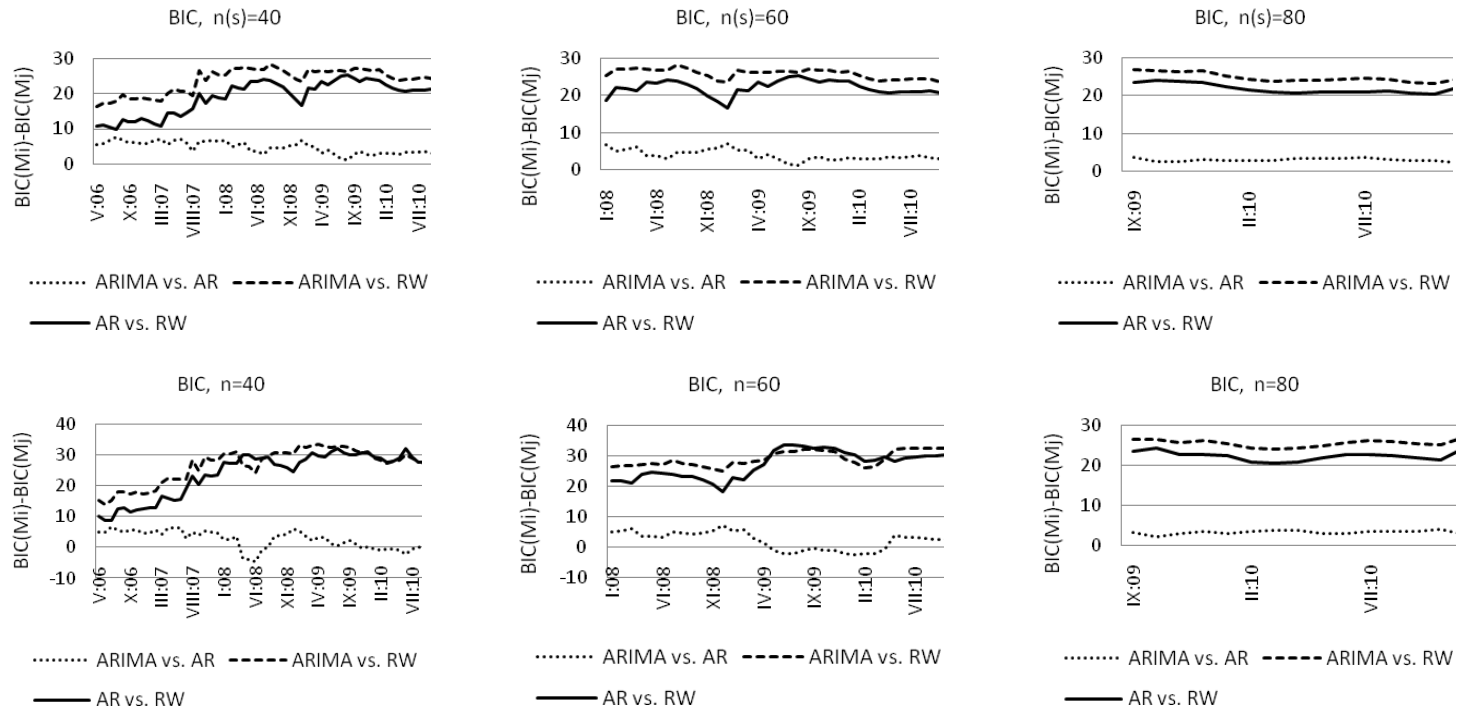 BIC, n(s)=40
BIC(Mi)-BIC(Mj)
30
20
10
0
V:06
X:06
III:07
VIII:07
I:08
VI:08
XI:08
IV:09
IX:09
II:10
VII:10
ARIMA vs. AR
ARIMA vs. RW
AR vs. RW
BIC, n(s)=60
BIC(Mi)-BIC(Mj)
30
20
10
0
I:08
VI:08
XI:08
IV:09
IX:09
II:10
VII:10
ARIMA vs. AR
ARIMA vs. RW
AR vs. RW
BIC, n(s)=80
BIC(Mi)-BIC(Mj)
30
20
10
0
IX:09
II:10
VII:10
ARIMA vs. AR
ARIMA vs. RW
AR vs. RW
BIC, n=40
BIC(Mi)-BIC(Mj)
40
30
20
10
0
-10
V:06
X:06
III:07
VIII:07
I:08
VI:08
XI:08
IV:09
IX:09
II:10
VII:10
ARIMA vs. AR
ARIMA vs. RW
AR vs. RW
BIC, n=60
BIC(Mi)-BIC(Mj)
40
30
20
10
0
-10
I:08
VI:08
XI:08
IV:09
IX:09
II:10
VII:10
ARIMA vs. AR
ARIMA vs. RW
AR vs. RW
BIC, n=80
BIC(Mi)-BIC(Mj)
30
20
10
0
IX:09
II:10
VII:10
ARIMA vs. AR
ARIMA vs. RW
AR vs. RW